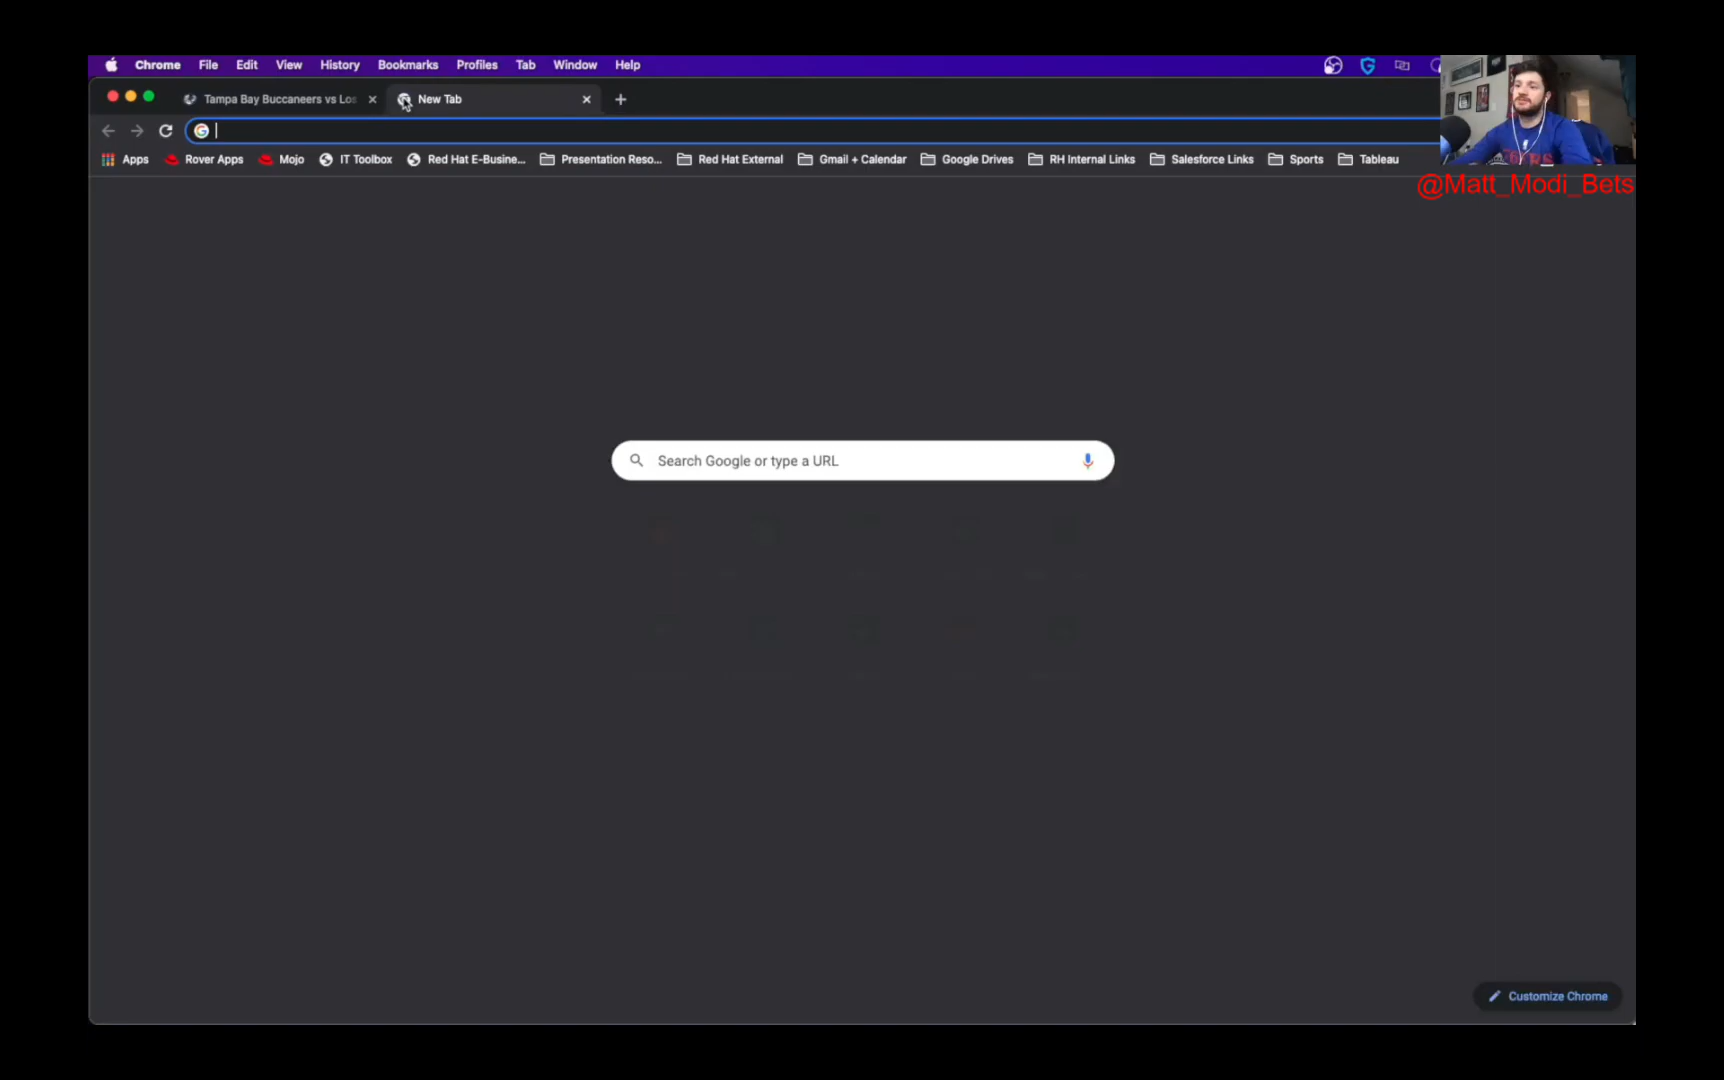 Chrome File Edit View History Bookmarks Profiles Tab Window Help
Tampa Bay Buccaneers vs Los New Tab
Apps Rover Apps Mojo IT Toolbox Red Hat E-Busine... Presentation Reso... Red Hat External Gmail + Calendar Google Drives RH Internal Links Salesforce Links Sports Tableau
@Matt_Modi_Bets
Search Google or type a URL
Customize Chrome